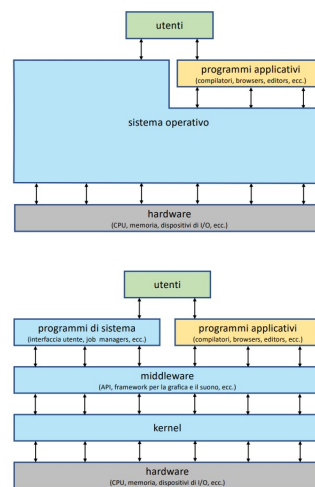 utenti
programmi applicativi
(compilatori, browsers, editors, ecc.)
sistema operativo
hardware
(CPU, memoria, dispositivi di I/O, ecc.)
utenti
programmi di sistema
(interfaccia utente, job managers, ecc.)
programmi applicativi
(compilatori, browsers, editors, ecc.)
middleware
(API, framework per la grafica e il suono, ecc.)
kernel
hardware
(CPU, memoria, dispositivi di I/O, ecc.)